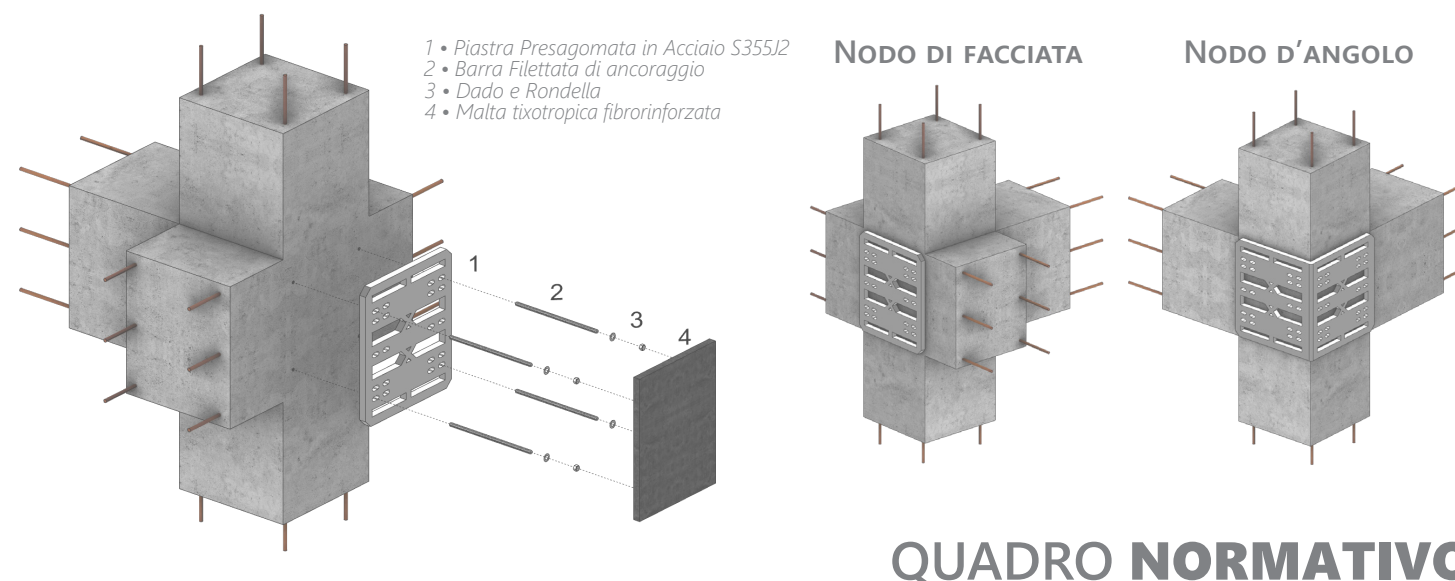 1 • Piastra Presagomata in Acciaio S355J2
2 • Barra Filettata di ancoraggio
3 • Dado e Rondella
4 • Malta tixotropica fibrorinforzata
NODO DI FACCIATA
NODO D'ANGOLO
1
2
3
4
QUADRO NORMATIVO